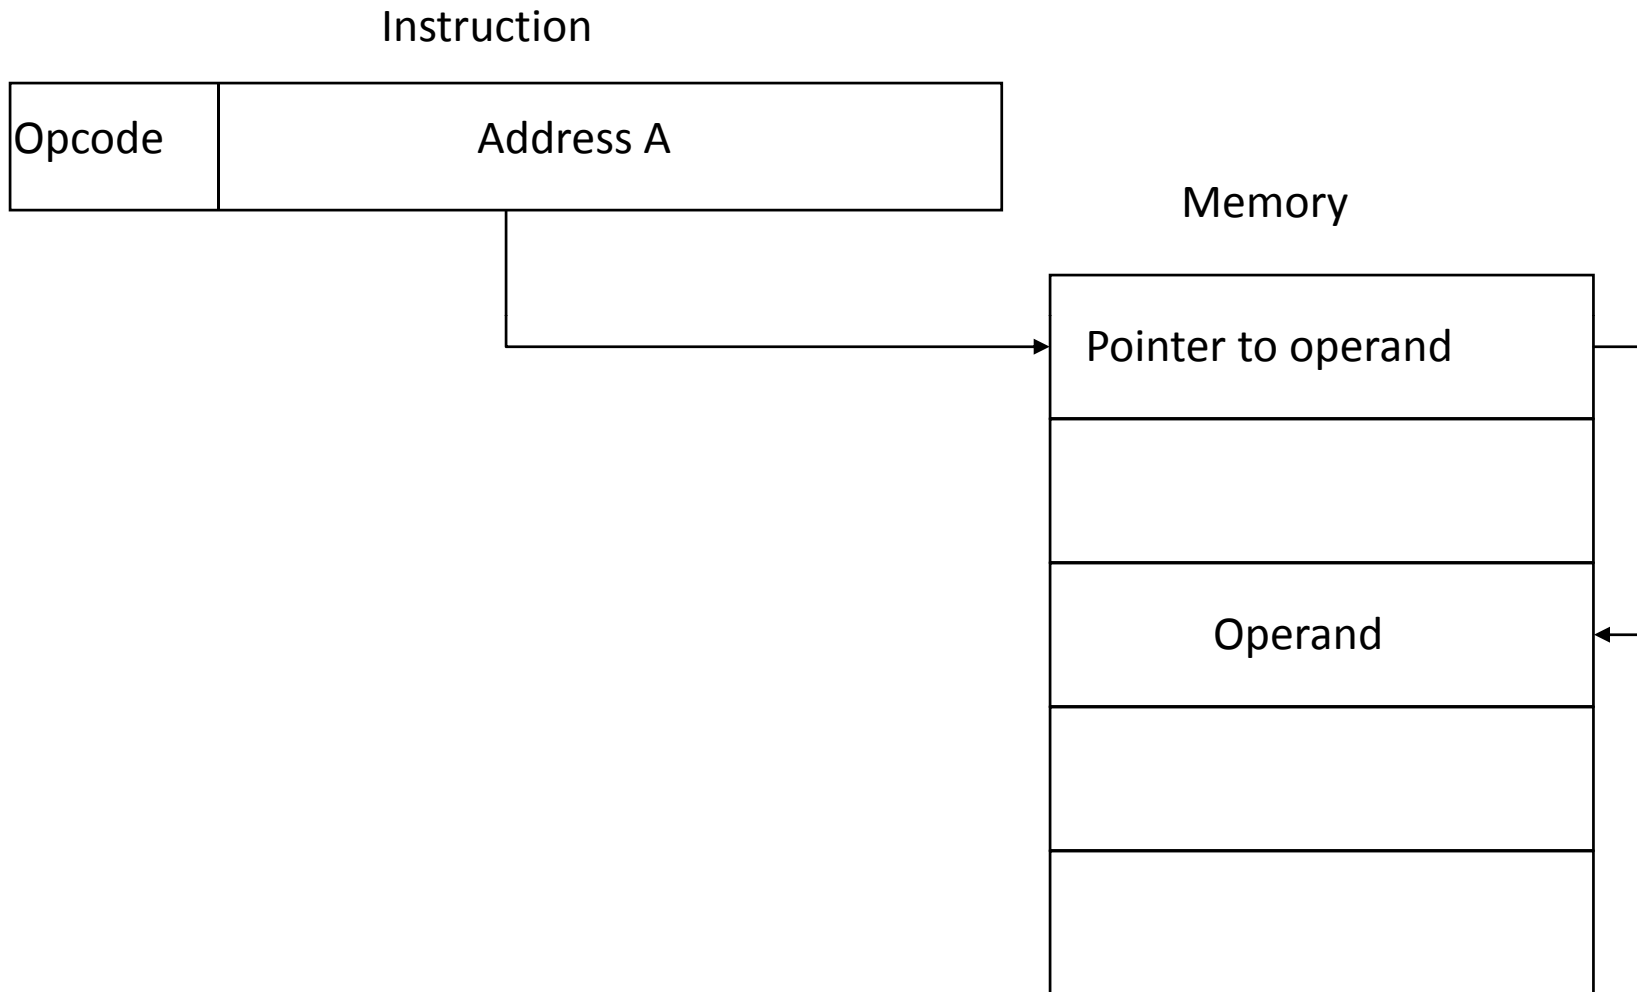 Instruction
Opcode
Address A
Memory
Pointer to operand
Operand